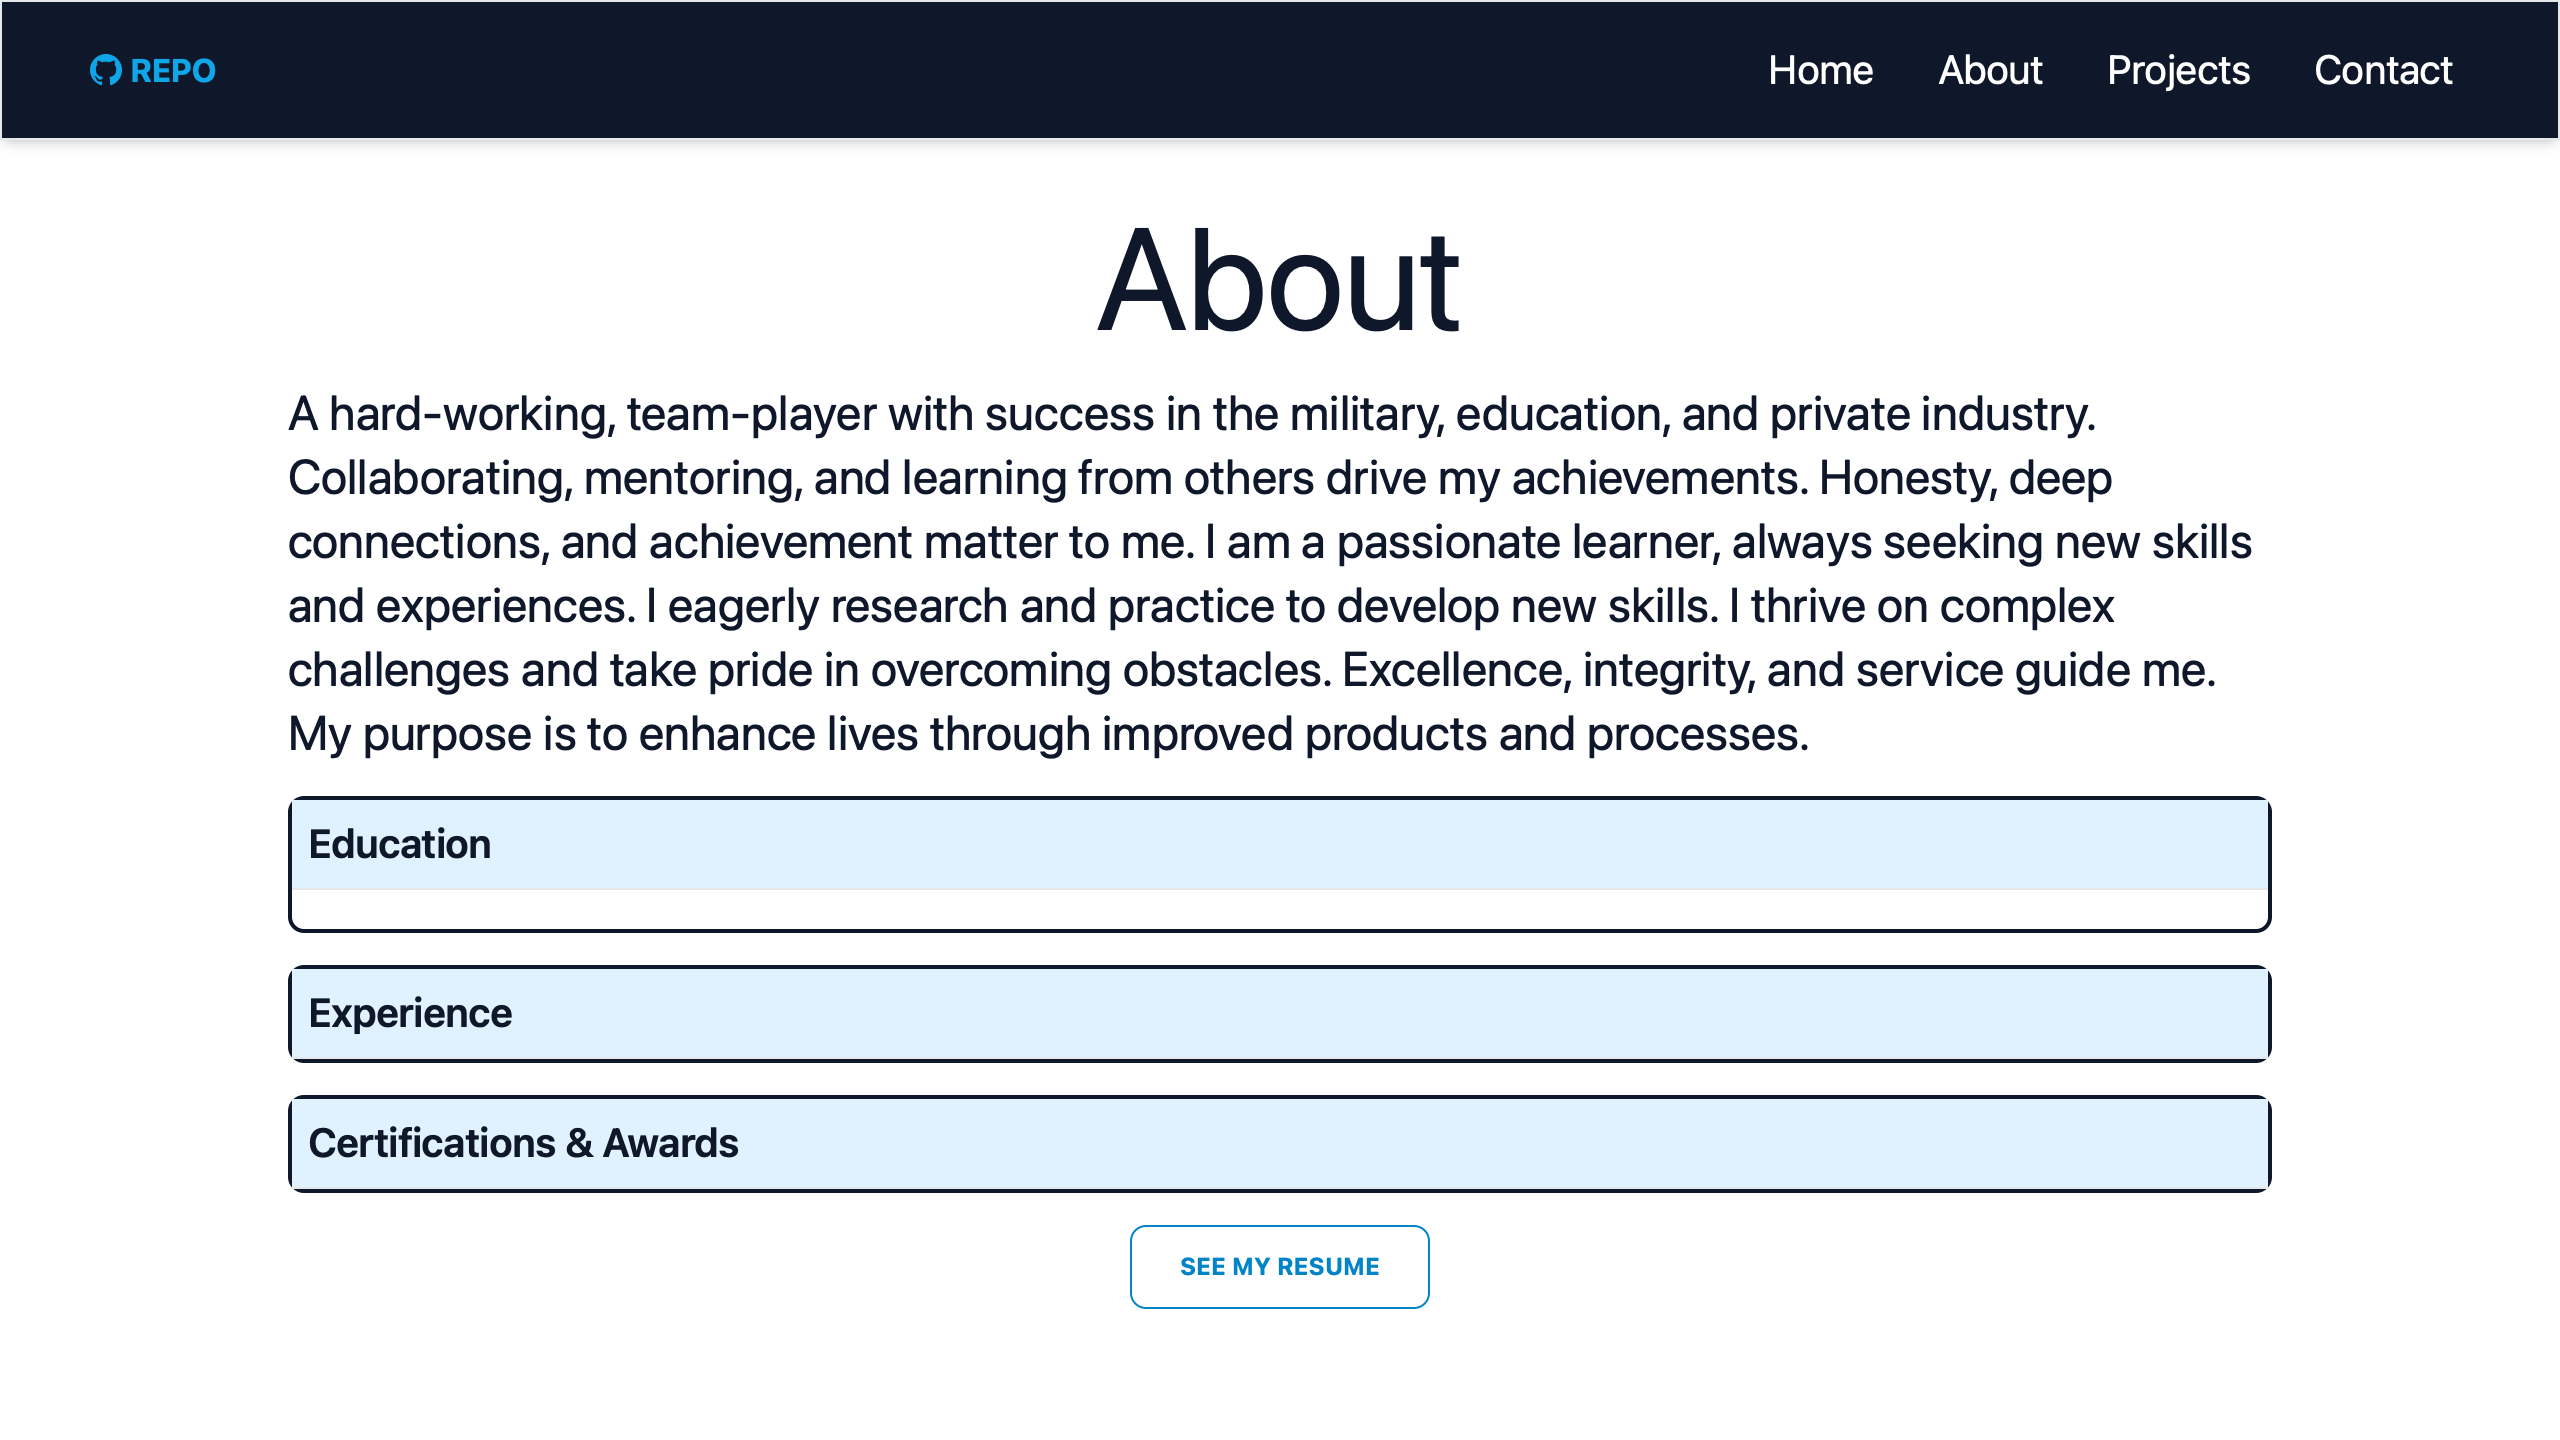 REPO
Home About Projects Contact
About
A hard-working, team-player with success in the military, education, and private industry.
Collaborating, mentoring, and learning from others drive my achievements. Honesty, deep
connections, and achievement matter to me. I am a passionate learner, always seeking new skills
and experiences. I eagerly research and practice to develop new skills. I thrive on complex
challenges and take pride in overcoming obstacles. Excellence, integrity, and service guide me.
My purpose is to enhance lives through improved products and processes.
Education
Experience
Certifications & Awards
SEE MY RESUME